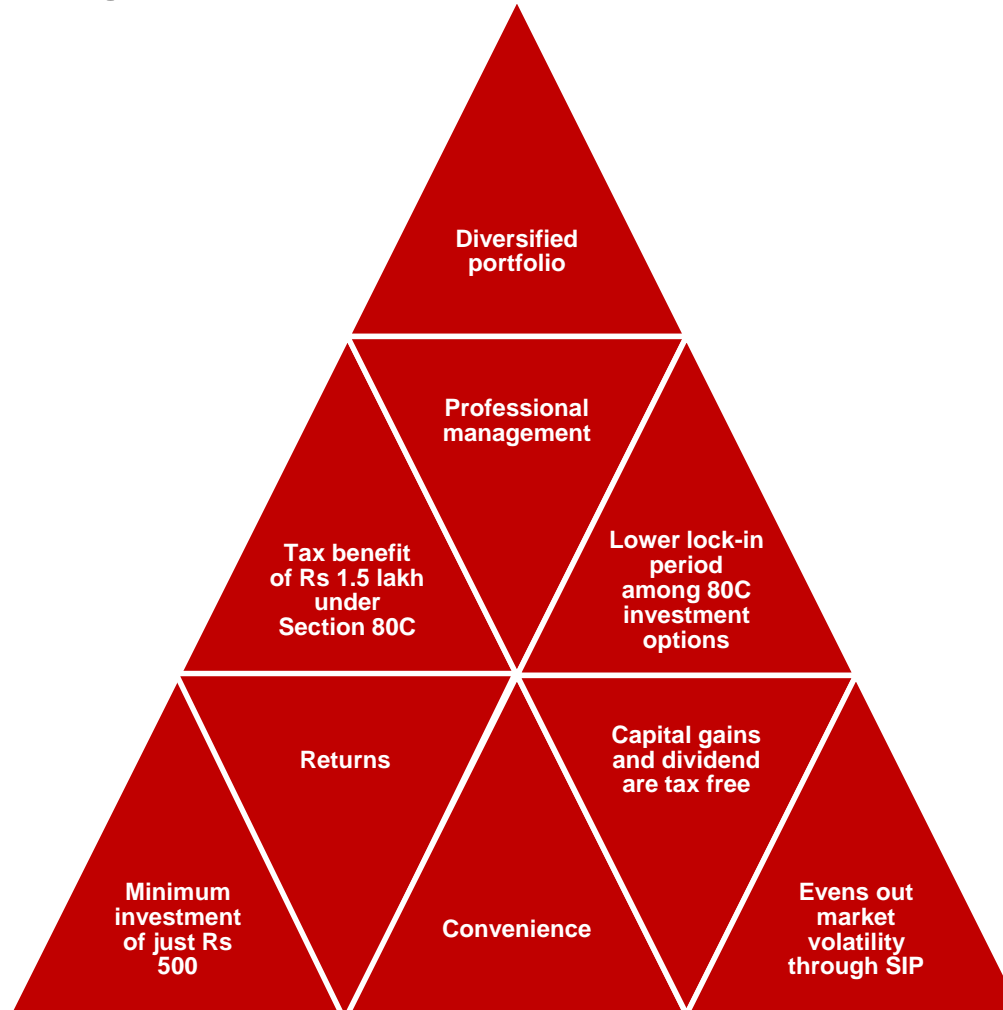 Diversified
portfolio
Professional
management
Tax benefit
of Rs 1.5 lakh
under
Section 80C
Lower lock-in
period
among 80C
investment
options
Returns
Capital gains
and dividend
are tax free
Minimum
investment
of just Rs
500
Convenience
Evens out
market
volatility
through SIP